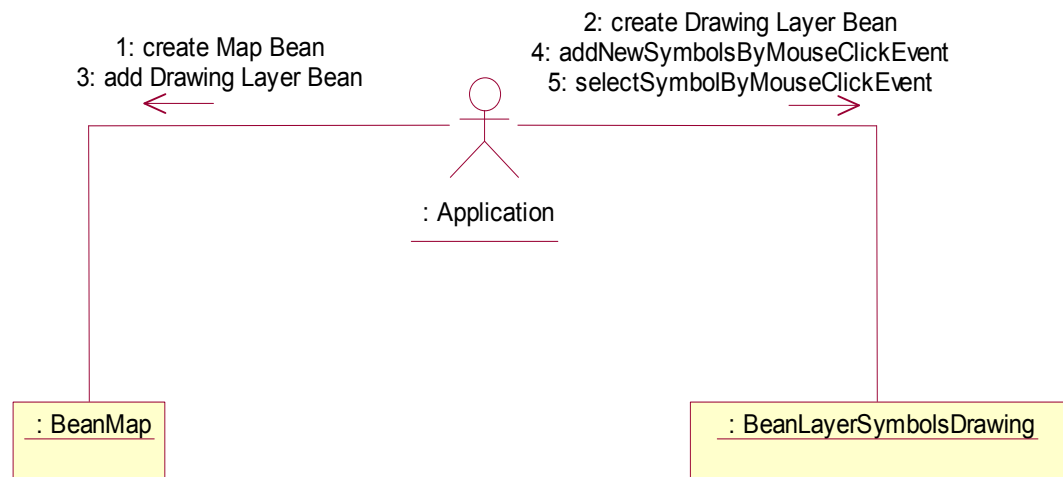 1: create Map Bean
3: add Drawing Layer Bean
2: create Drawing Layer Bean
4: addNewSymbolsByMouseClickEvent
5: selectSymbolByMouseClickEvent
: Application
: BeanMap
: BeanLayerSymbolsDrawing